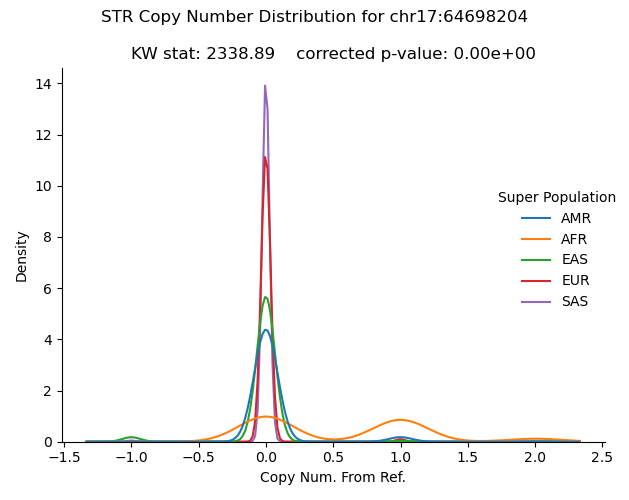 STR Copy Number Distribution for chr17:64698204
KW stat: 2338.89    corrected p-value: 0.00e+00
14
12
10
8
6
4
2
0
Density
−1.5 −1.0 −0.5 0.0 0.5 1.0 1.5 2.0 2.5
Copy Num. From Ref.
Super Population
AMR
AFR
EAS
EUR
SAS